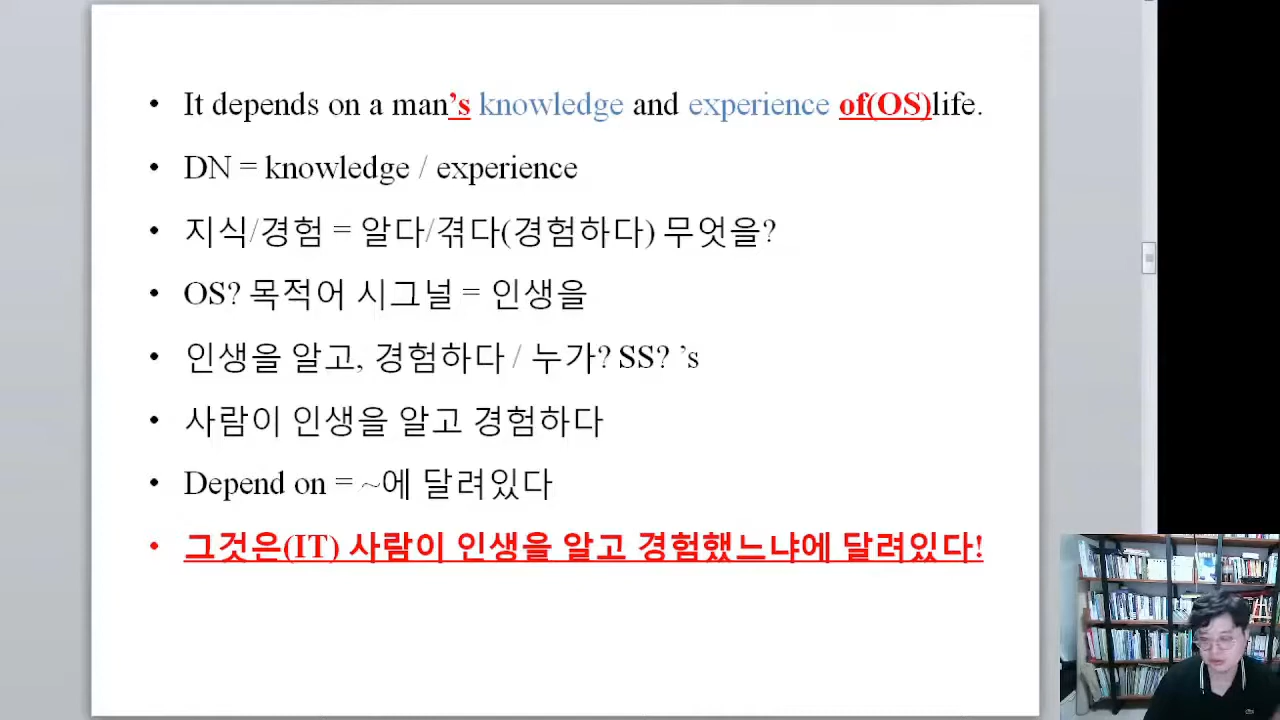 • It depends on a man’s knowledge and experience of(OS)life.
• DN = knowledge / experience
• 지식/경험 = 알다/겪다(경험하다) 무엇을?
• OS? 목적어 시그널 = 인생을
• 인생을 알고, 경험하다 / 누가? SS? ’s
• 사람이 인생을 알고 경험하다
• Depend on = ~에 달려있다
• 그것은(IT) 사람이 인생을 알고 경험했느냐에 달려있다!